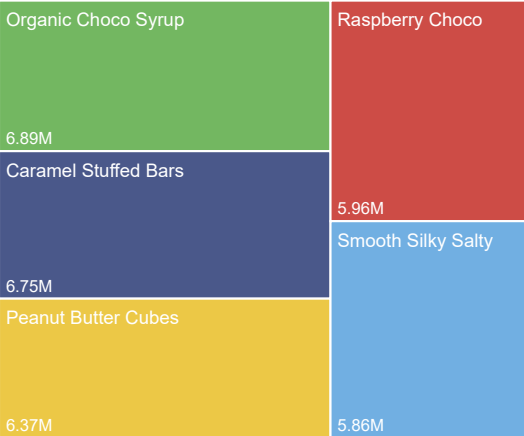 Organic Choco Syrup
6.89M
Caramel Stuffed Bars
6.75M
Peanut Butter Cubes
6.37M
Raspberry Choco
5.96M
Smooth Silky Salty
5.86M